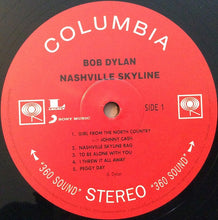 COLUMBIA
BOB DYLAN
NASHVILLE SKYLINE
SONY MUSIC
SIDE 1
1. GIRL FROM THE NORTH COUNTRY
JOHNNY CASH
2. NASHVILLE SKYLINE RAG
3. TO BE ALONE WITH YOU
4. I THREW IT ALL AWAY
5. PEGGY DAY
"360 SOUND" STEREO "360 SOUND"